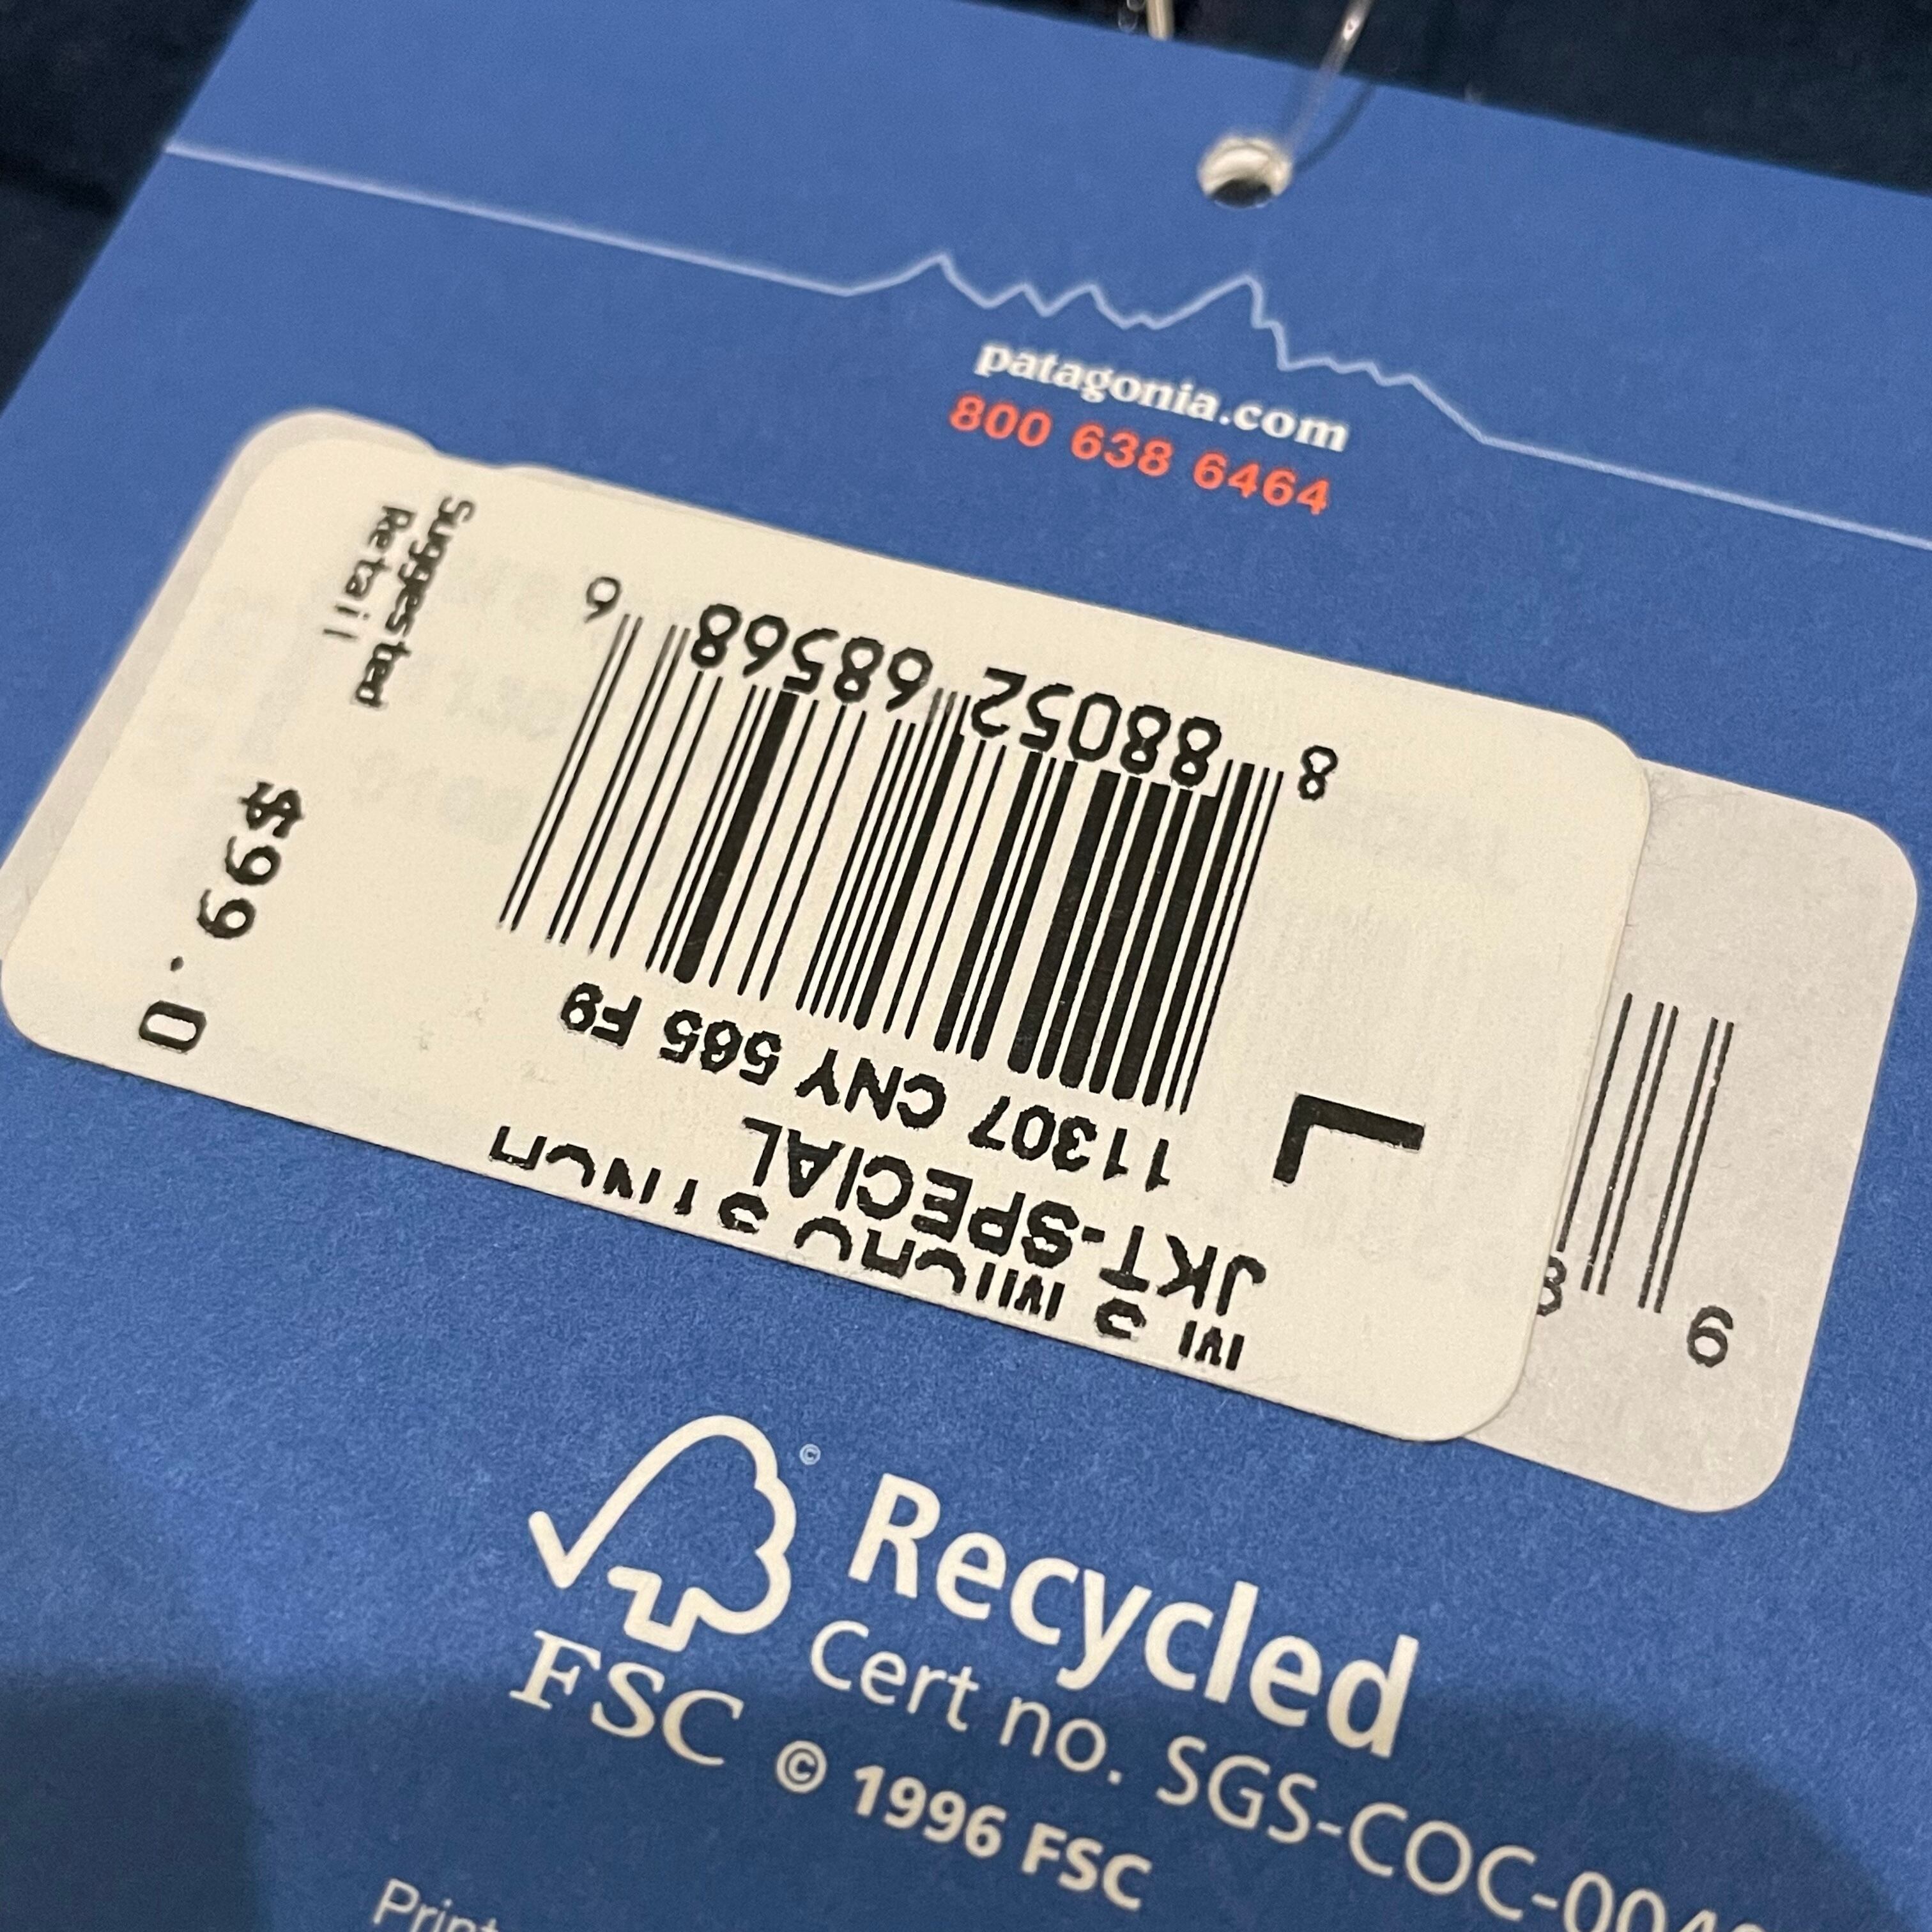 patagonia.com
800 638 6464
JKT-SPECIAL
11307 CNY F9
L
8 88052 68568 6
Suggested
Retail
$99.0
9
©
Recycled
FSC
Cert no. SGS-COC-004
© 1996 FSC